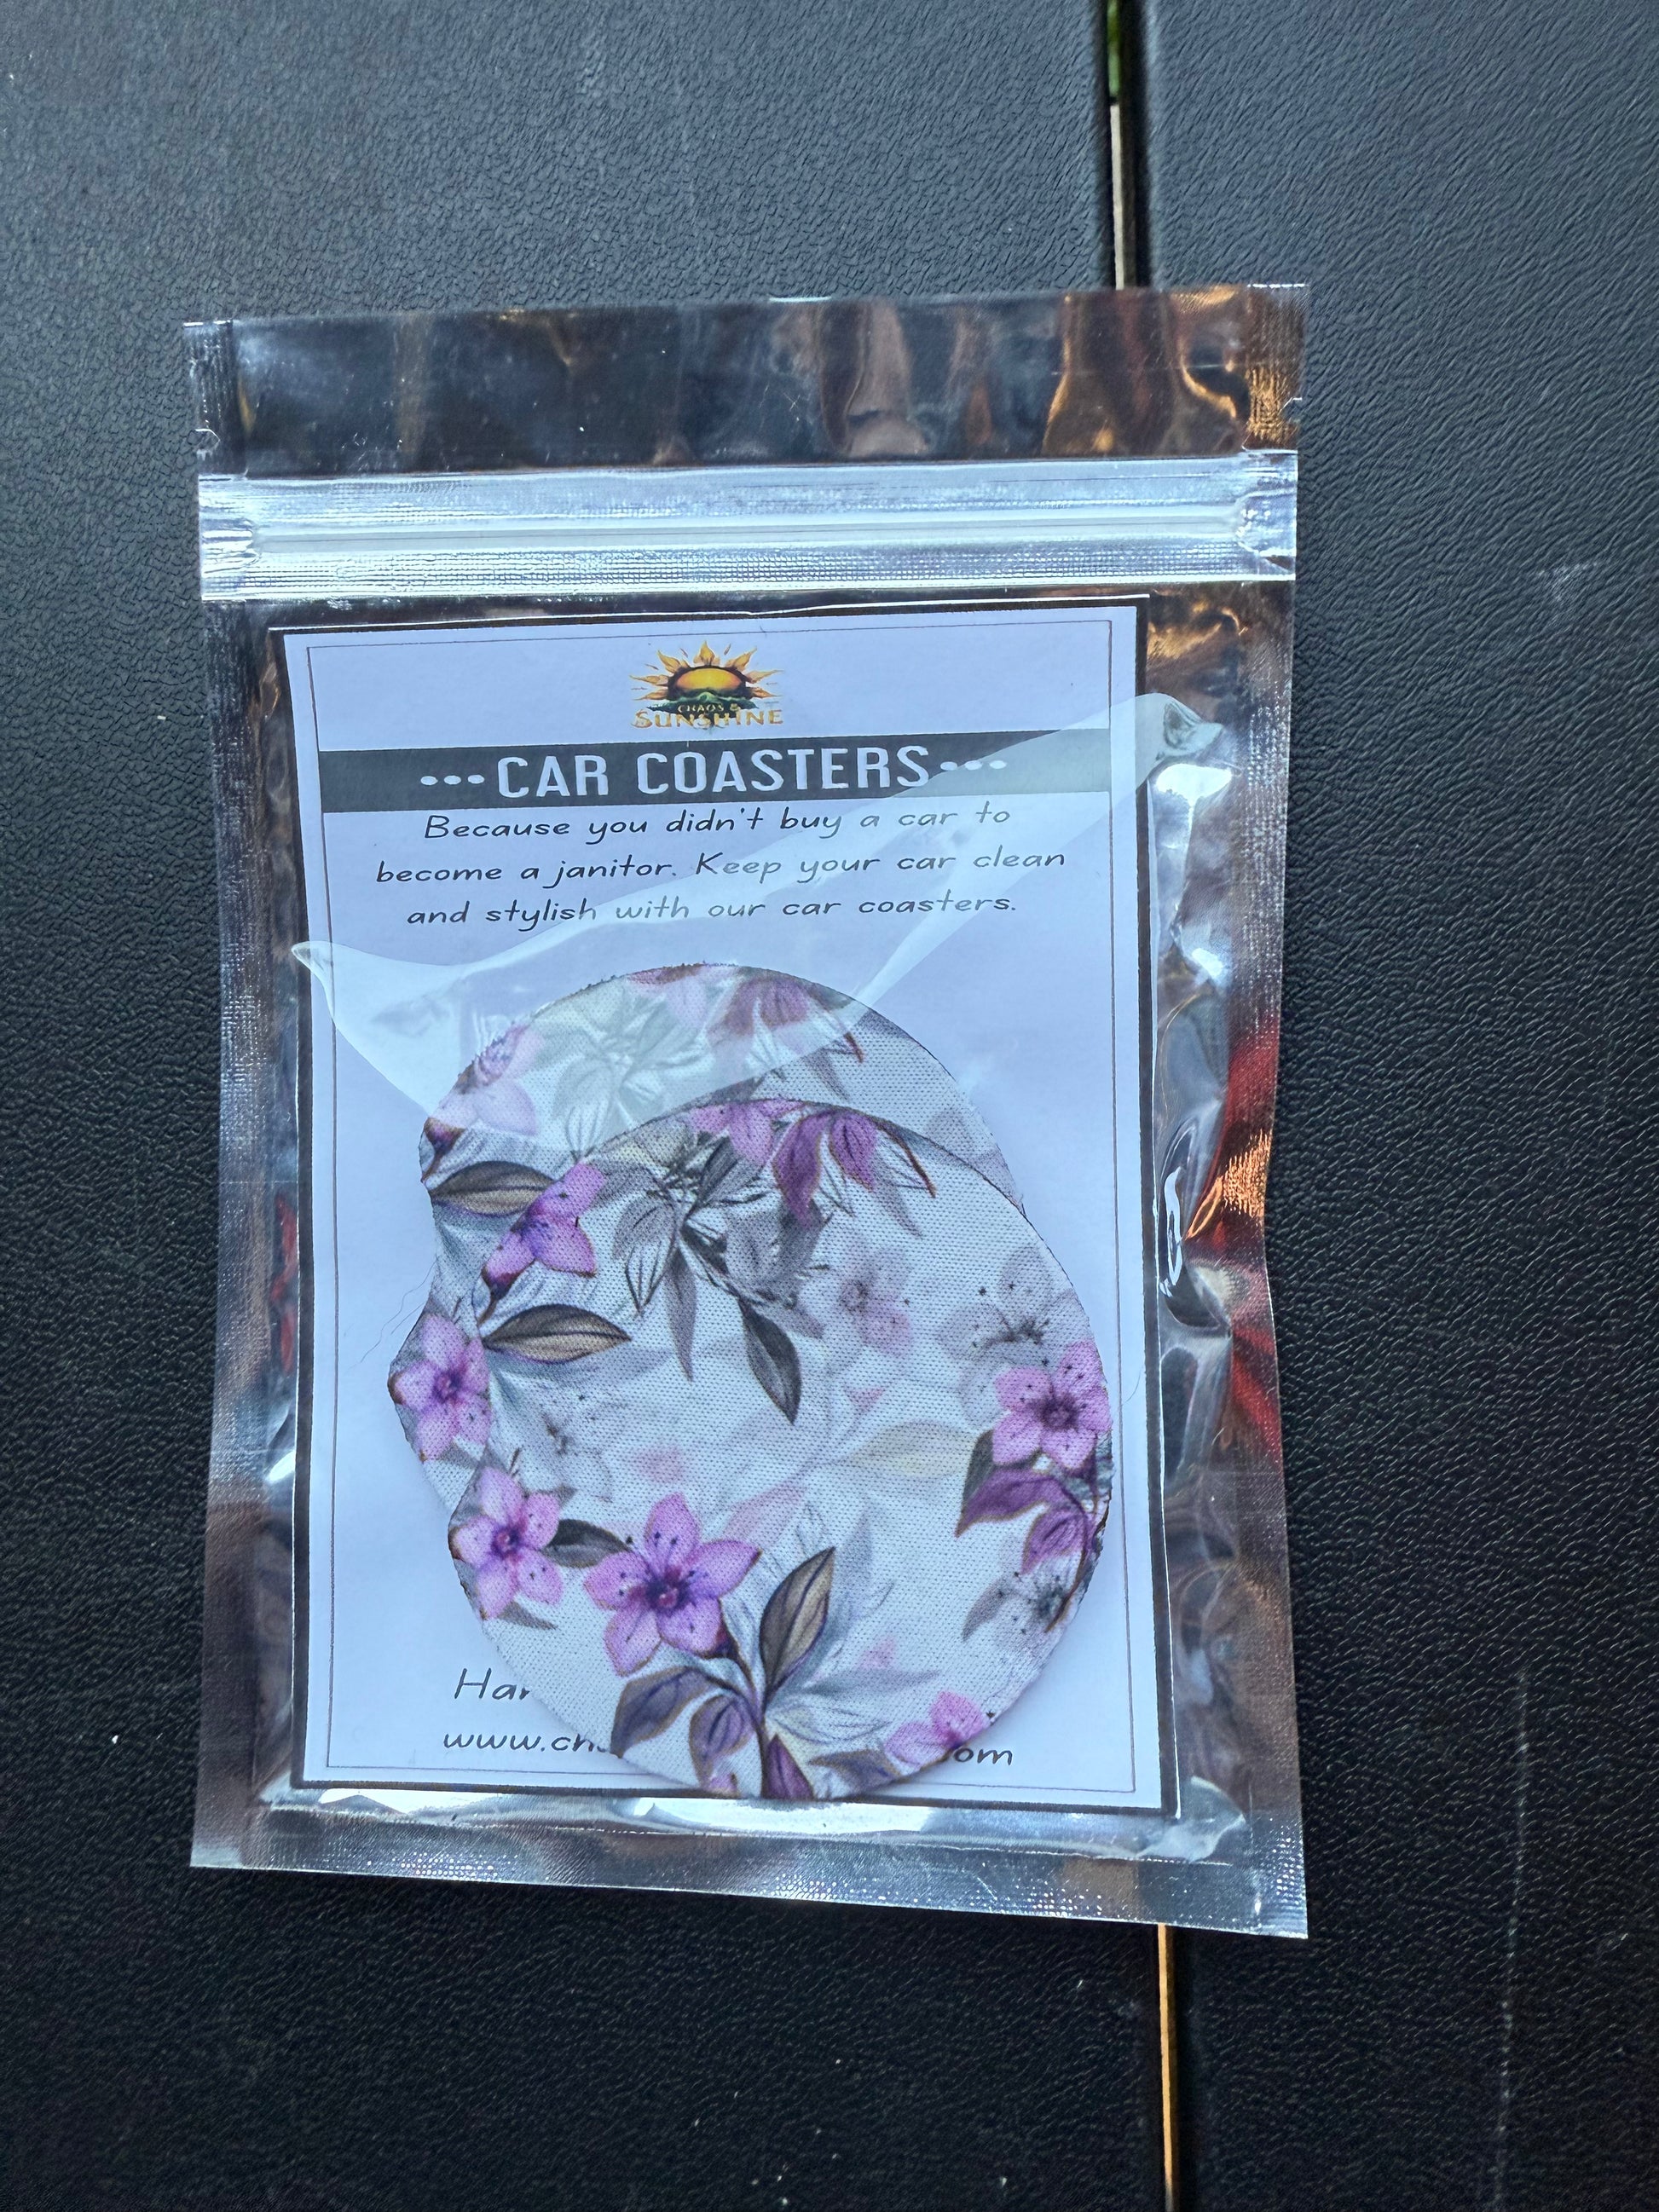 CHAOS &
SUNSHINE
•••CAR COASTERS•••
Because you didn't buy a car to
become a janitor. Keep your car clean
and stylish with our car coasters.